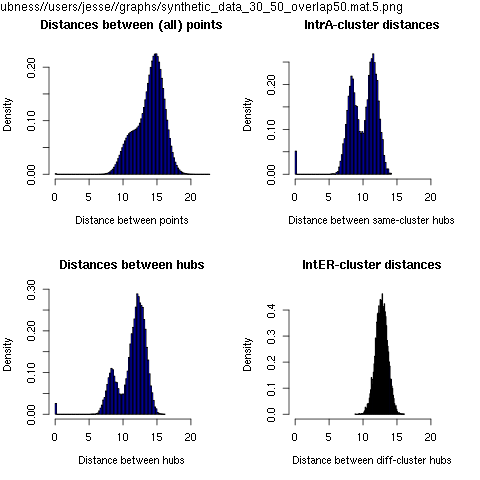 ubness//users/jesse//graphs/synthetic_data_30_50_overlap50.mat.5.png
Distances between (all) points
Density
0.00 0.10 0.20
0 5 10 15 20
Distance between points
IntrA-cluster distances
Density
0.00 0.10 0.20
0 5 10 15 20
Distance between same-cluster hubs
Distances between hubs
Density
0.00 0.10 0.20 0.30
0 5 10 15 20
Distance between hubs
IntER-cluster distances
Density
0.0 0.1 0.2 0.3 0.4
0 5 10 15 20
Distance between diff-cluster hubs